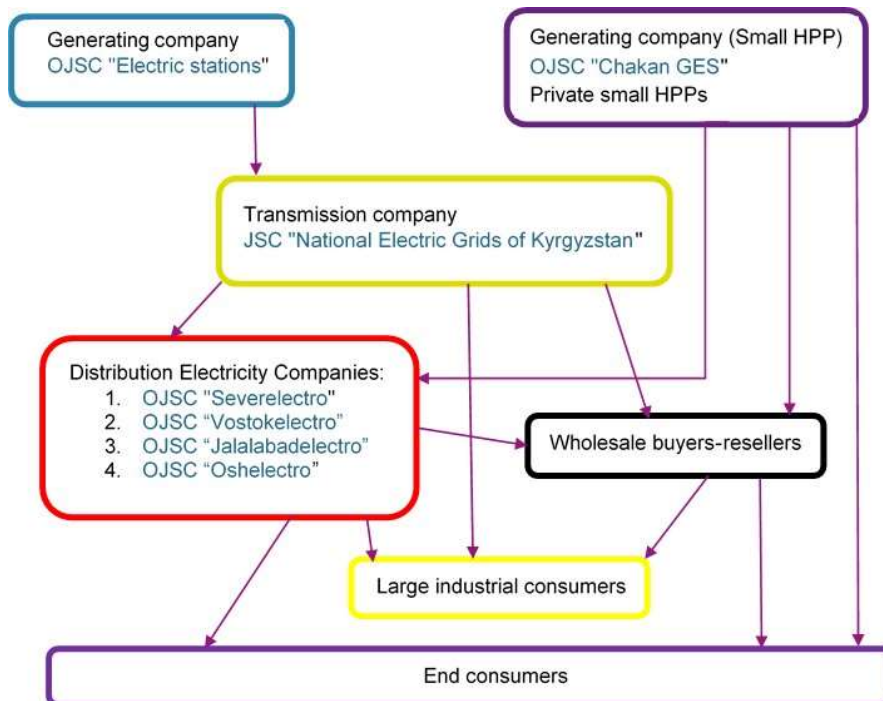 Generating company
OJSC "Electric stations"
Generating company (Small HPP)
OJSC "Chakan GES"
Private small HPPs
Transmission company
JSC "National Electric Grids of Kyrgyzstan"
Distribution Electricity Companies:
1. OJSC "Severelectro"
2. OJSC “Vostokelectro”
3. OJSC “Jalalabadelectro”
4. OJSC “Oshelectro”
Wholesale buyers-resellers
Large industrial consumers
End consumers